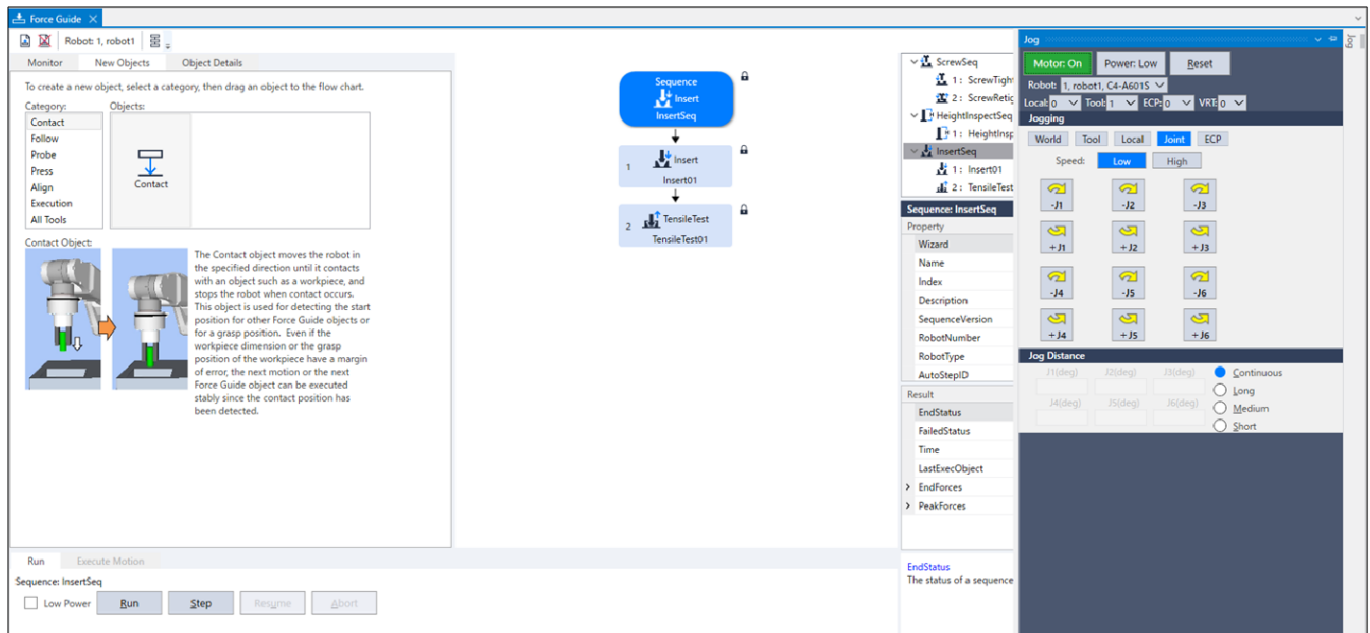 Force Guide
Robot: 1, robot1
Monitor New Objects Object Details
To create a new object, select a category, then drag an object to the flow chart.
Category: Objects:
Contact
Follow
Probe
Press
Align
Execution
All Tools
Contact
Contact Object:
The Contact object moves the robot in
the specified direction until it contacts
with an object such as a workpiece, and
stops the robot when contact occurs.
This object is used for detecting the start
position for other Force Guide objects or
for a grasp position. Even if the
workpiece dimension or the grasp
position of the workpiece have a margin
of error, the next motion or the next
Force Guide object can be executed
stably since the contact position has
been detected.
Run Execute Motion
Sequence: InsertSeq
Low Power Run Step Resume Abort
Sequence
Insert
InsertSeq
1 Insert
Insert01
2 TensileTest
TensileTest01
ScrewSeq
1: ScrewTigh
2: ScrewRetig
HeightInspectSeq
1: HeightInsp
InsertSeq
1: Insert01
2: TensileTest
Sequence: InsertSeq
Property
Wizard
Name
Index
Description
SequenceVersion
RobotNumber
RobotType
AutoStepID
Result
EndStatus
FailedStatus
Time
LastExecObject
EndForces
PeakForces
EndStatus
The status of a sequence
Jog
Motor: On Power: Low Reset
Robot: 1, robot1, C4-A601S
Local: 0 Tool: 1 ECP: 0 VRT: 0
Jogging
World Tool Local Joint ECP
Speed: Low High
-J1 -J2 -J3
+J1 +J2 +J3
-J4 -J5 -J6
+J4 +J5 +J6
Jog Distance
J1(deg) J2(deg) J3(deg)
J4(deg) J5(deg) J6(deg)
Continuous
Long
Medium
Short
Jog